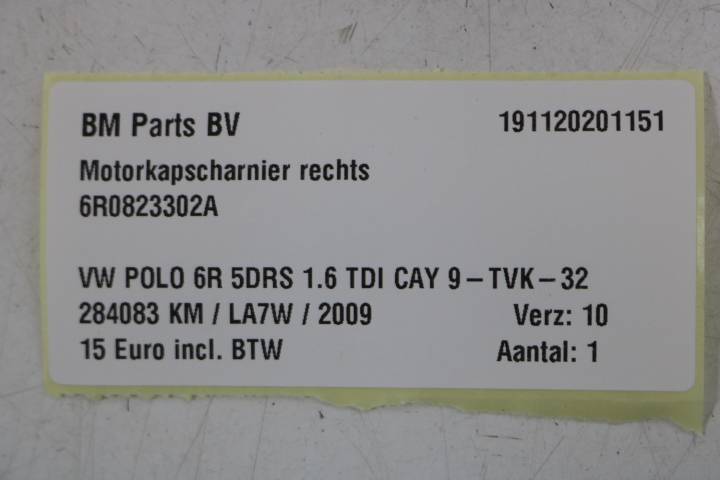 BM Parts BV 191120201151
Motorkapscharnier rechts
6R0823302A
VW POLO 6R 5DRS 1.6 TDI CAY 9-TVK-32
284083 KM / LA7W / 2009 Verz: 10
15 Euro incl. BTW Aantal: 1